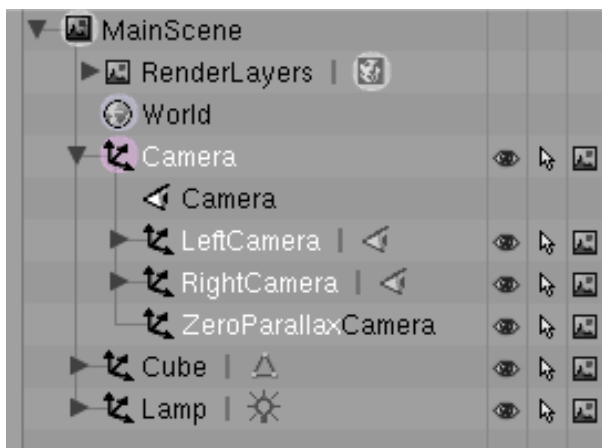 MainScene
RenderLayers |
World
Camera
Camera
LeftCamera |
RightCamera |
ZeroParallaxCamera
Cube |
Lamp |